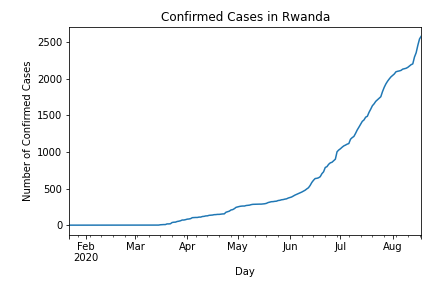 Confirmed Cases in Rwanda
Number of Confirmed Cases
2500
2000
1500
1000
500
0
Feb Mar Apr May Jun Jul Aug
2020
Day